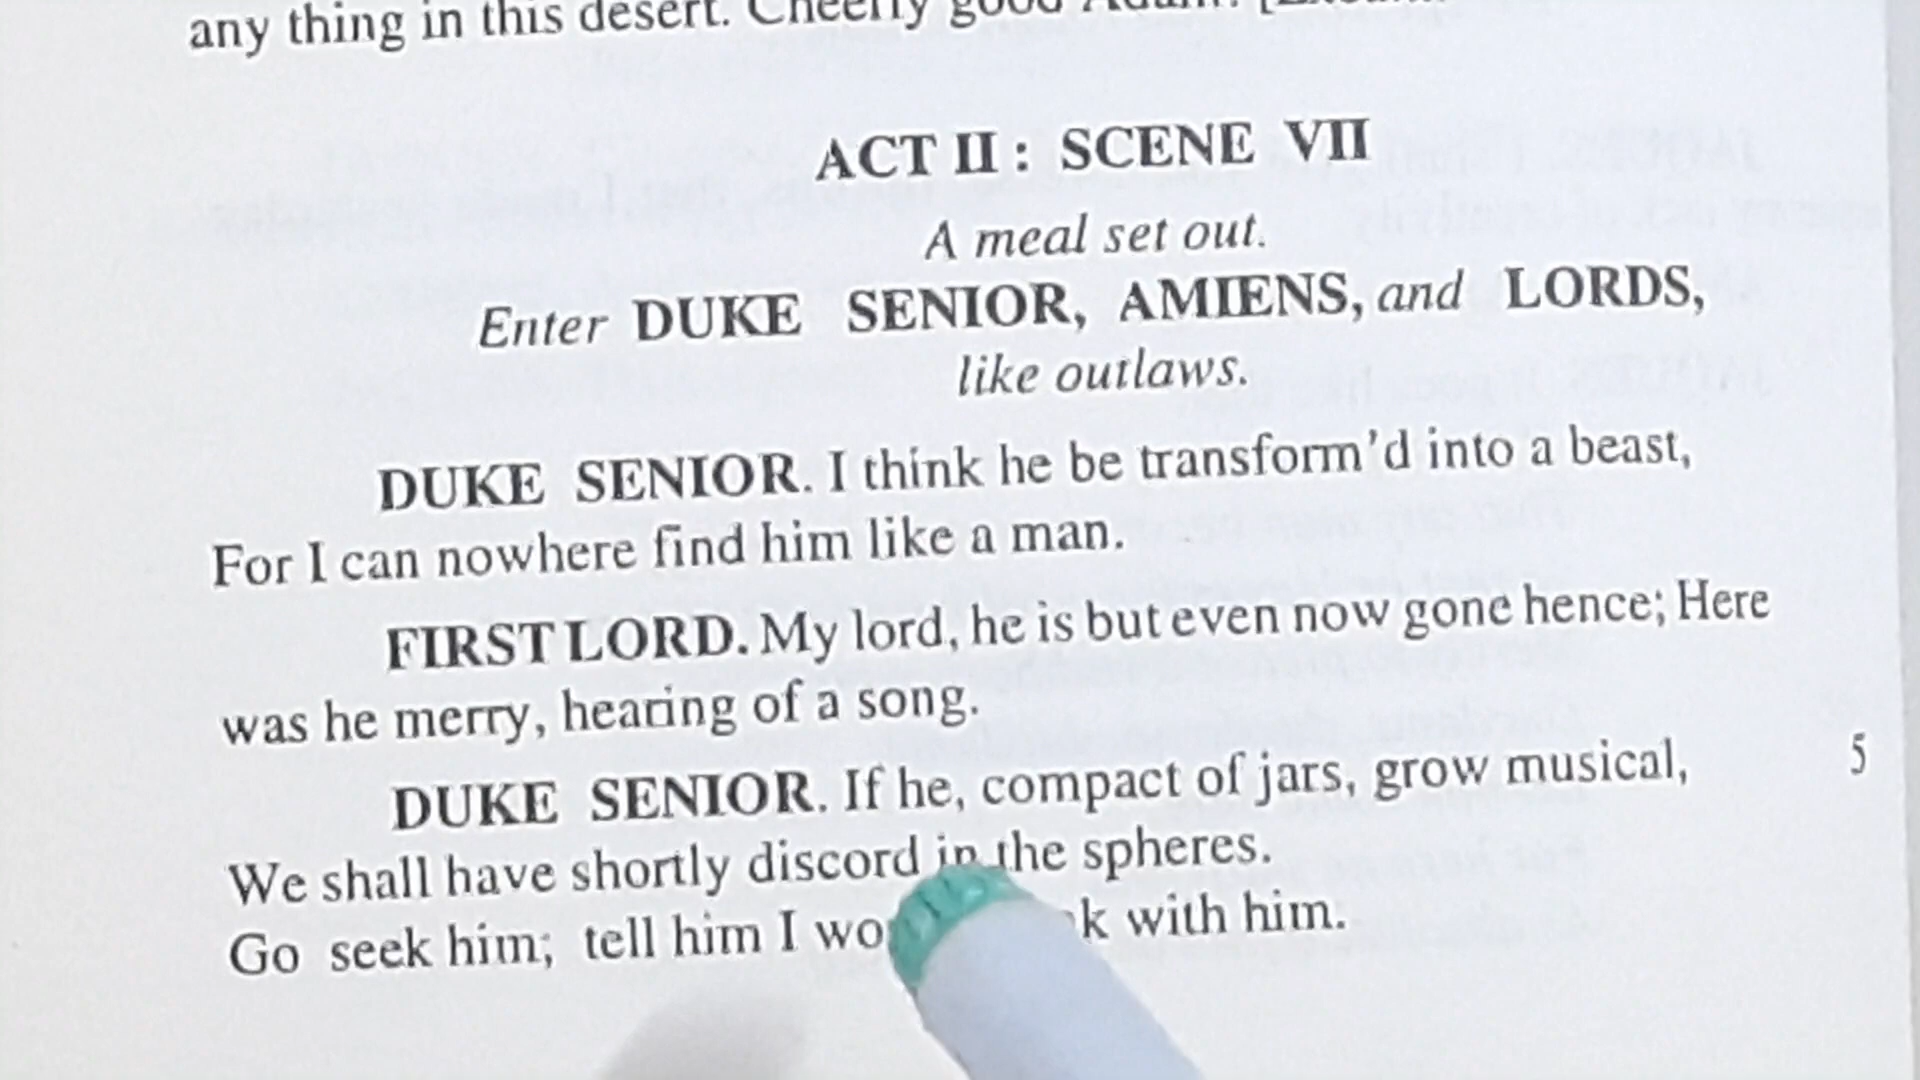 any thing in this desert. Cheerly good Adam! [Exeunt
ACT II : SCENE VII
A meal set out.
Enter DUKE SENIOR, AMIENS, and LORDS,
like outlaws.
DUKE SENIOR. I think he be transform'd into a beast,
For I can nowhere find him like a man.
FIRST LORD. My lord, he is but even now gone hence; Here
was he merry, hearing of a song.
DUKE SENIOR. If he, compact of jars, grow musical, 5
We shall have shortly discord in the spheres.
Go seek him; tell him I with him.